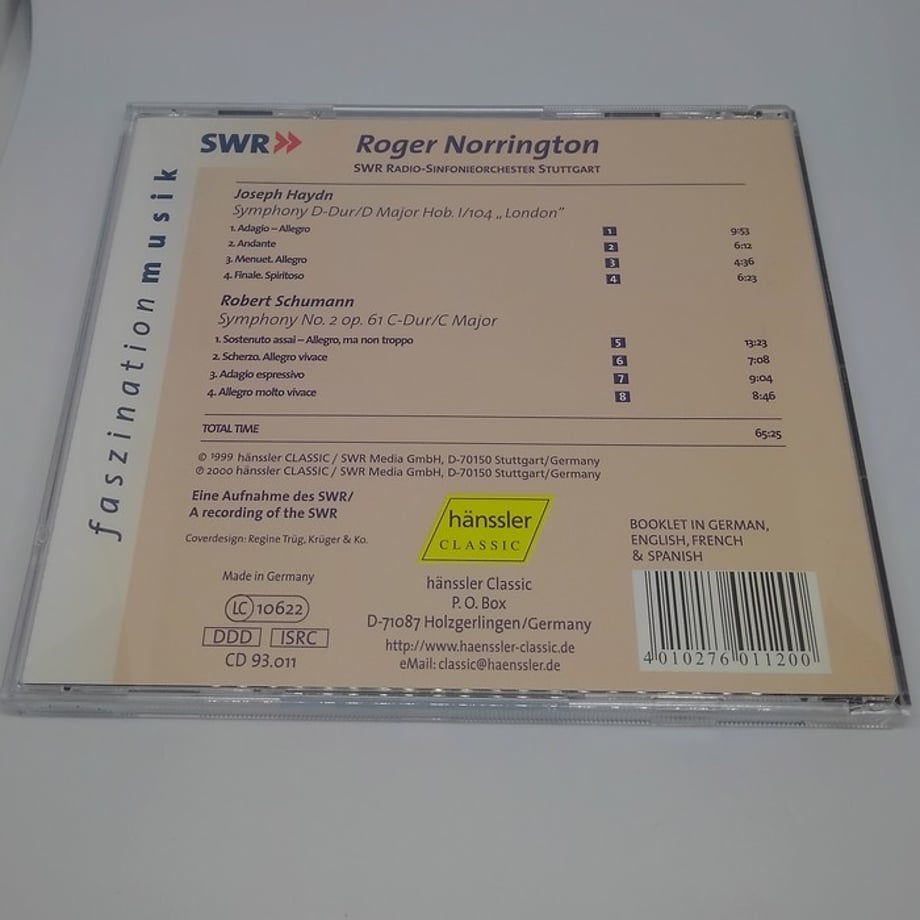 SWR»
Roger Norrington
SWR Radio-Sinfonieorchester Stuttgart
faszination musik
Joseph Haydn
Symphony D-Dur/D Major Hob. I/104 „London”
1. Adagio – Allegro 1 9:53
2. Andante 2 6:12
3. Menuet. Allegro 3 4:36
4. Finale. Spiritoso 4 6:23
Robert Schumann
Symphony No. 2 op. 61 C-Dur/C Major
1. Sostenuto assai – Allegro, ma non troppo 5 13:23
2. Scherzo. Allegro vivace 6 7:08
3. Adagio espressivo 7 9:04
4. Allegro molto vivace 8 8:46
TOTAL TIME 65:25
© 1999 hänssler CLASSIC / SWR Media GmbH, D-70150 Stuttgart/Germany
℗ 2000 hänssler CLASSIC / SWR Media GmbH, D-70150 Stuttgart/Germany
Eine Aufnahme des SWR/
A recording of the SWR
Coverdesign: Regine Trüg, Krüger & Ko.
Made in Germany
LC 10622
DDD ISRC
CD 93.011
hänssler
CLASSIC
hänssler Classic
P. O. Box
D-71087 Holzgerlingen/Germany
http://www.haenssler-classic.de
eMail: classic@haenssler.de
BOOKLET IN GERMAN,
ENGLISH, FRENCH
& SPANISH
4 010276 011200